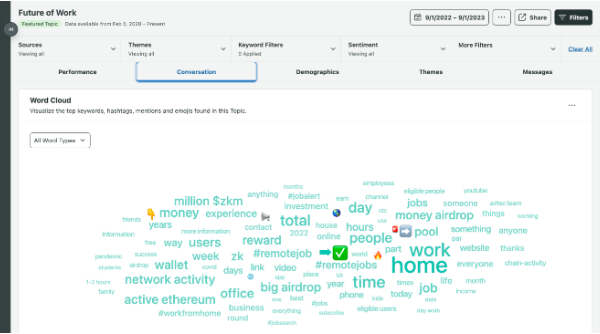 Future of Work
Featured Topic Data available from Feb 3, 2020 – Present
9/1/2022 – 9/1/2023
Share
Filters
Sources
Viewing all
Themes
Viewing all
Keyword Filters
0 Applied
Sentiment
Viewing all
More Filters
Clear All
Performance Conversation Demographics Themes Messages
Word Cloud
Visualize the top keywords, hashtags, mentions and emojis found in this Topic.
All Word Types
months employees
anything #jobalert earn channel eligible people youtube
million $zkm investment day jobs someone aztec team
friends money experience total house hours money airdrop things working
years contact 2022 online people pool something anyone
information more information
free way users reward #remotejob part work website thanks
pandemic success week zk world home
students airdrop wallet covid days link video #remotejobs everyone chain-activity
1-3 hours network activity app place year time job life month
family office big airdrop phone kids today data income
active ethereum one best #jobs times
#workfromhome business subscribe eligible users day work
round #jobsearch